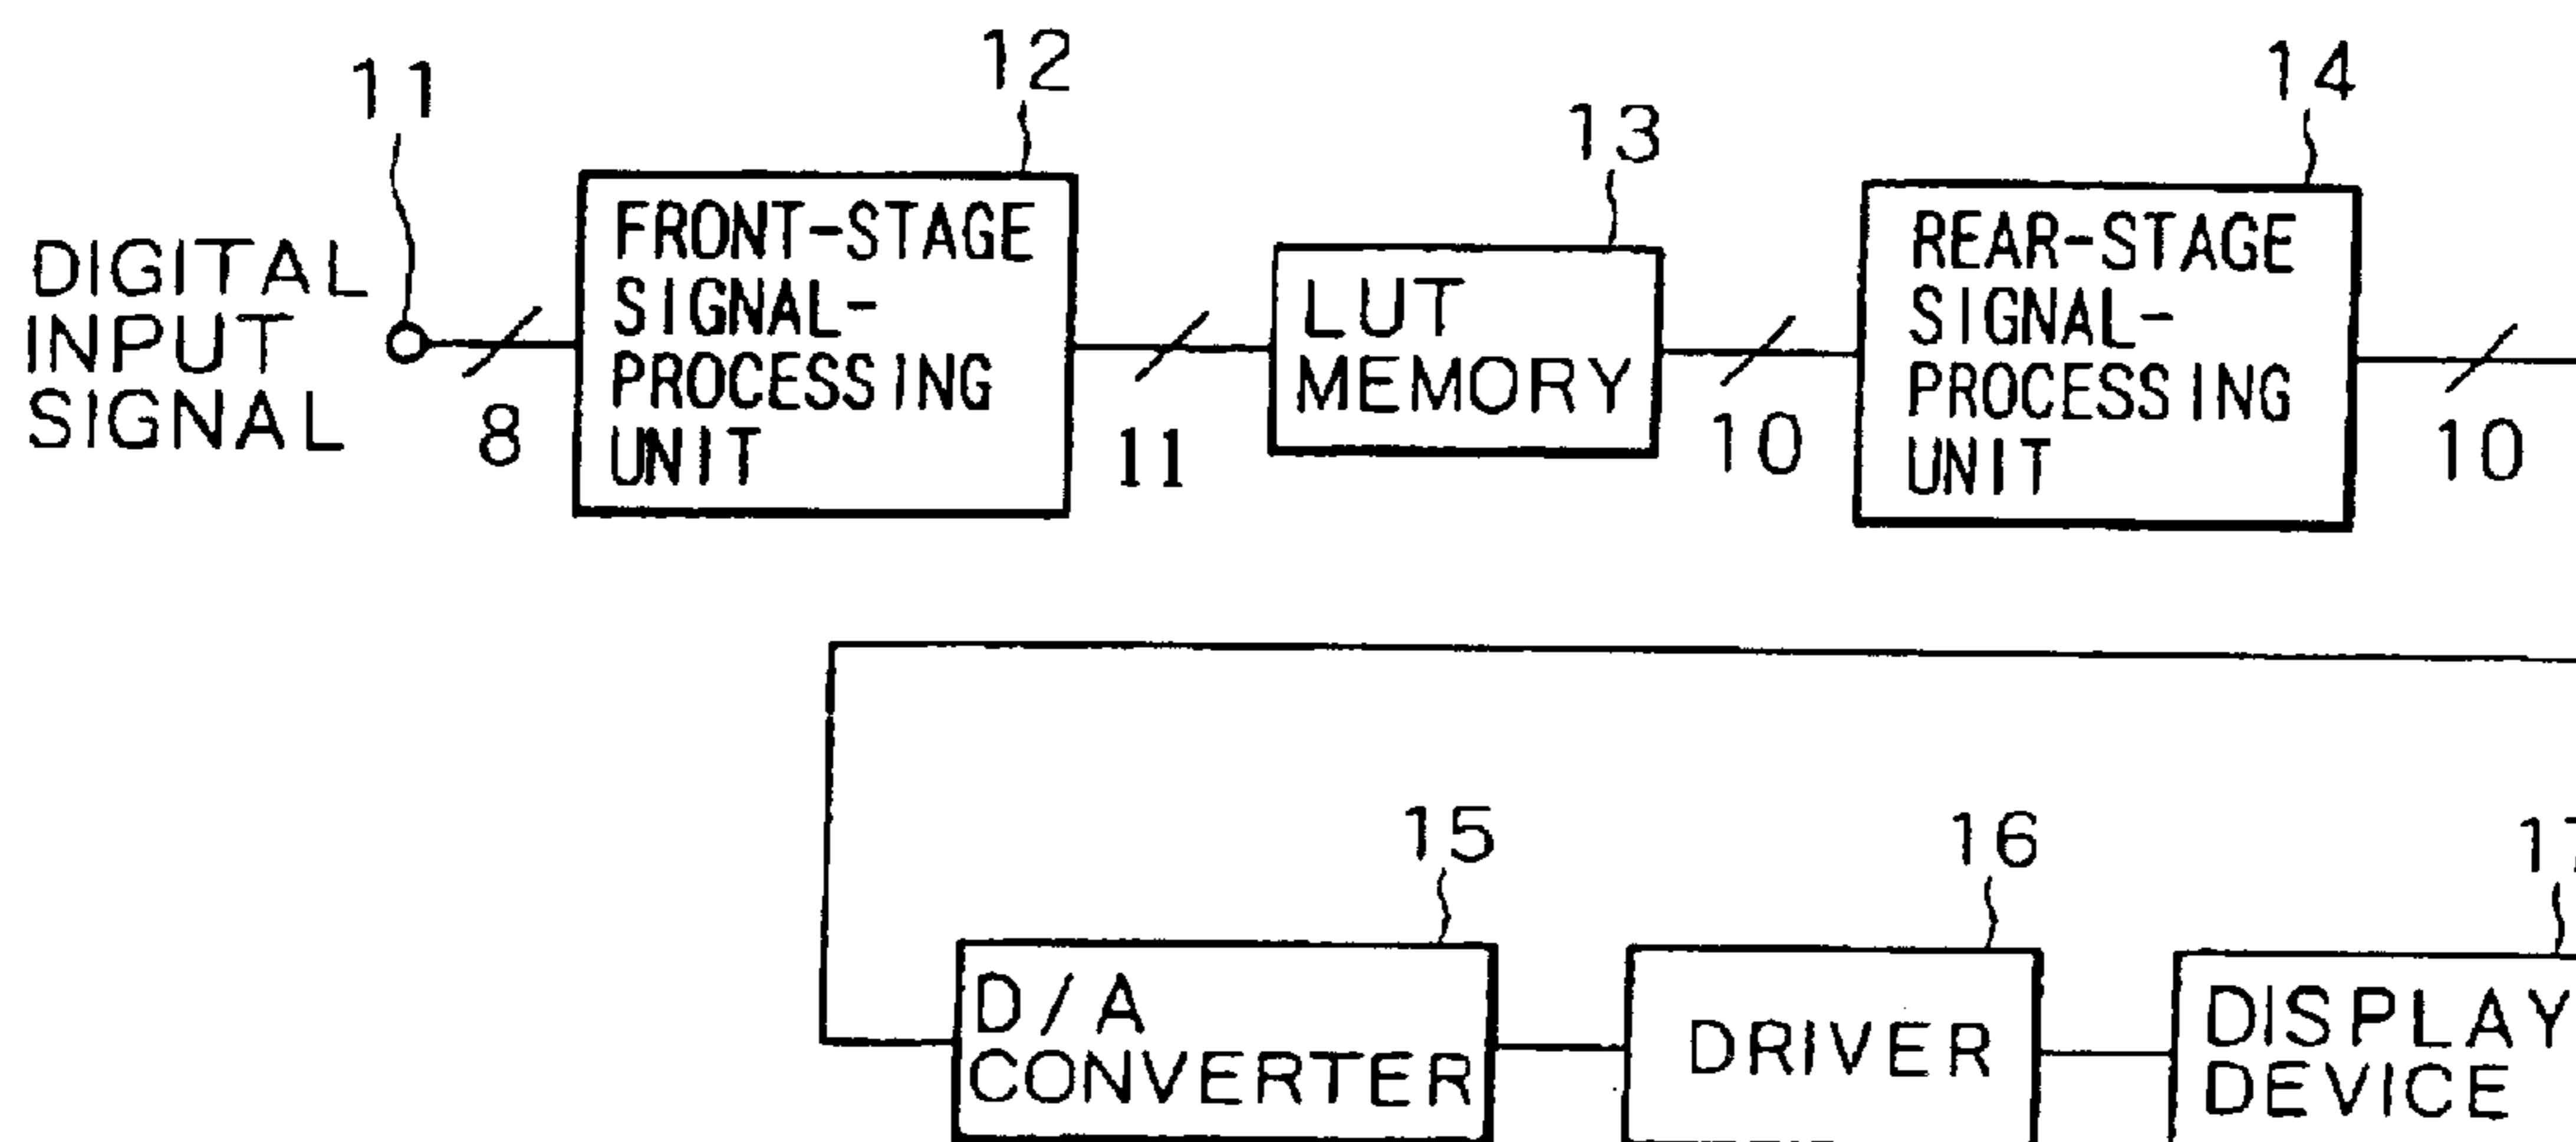 11
12
13
14
DIGITAL
INPUT
SIGNAL
8
FRONT-STAGE
SIGNAL-
PROCESSING
UNIT
11
LUT
MEMORY
10
REAR-STAGE
SIGNAL-
PROCESSING
UNIT
10
15
16
17
D/A
CONVERTER
DRIVER
DISPLAY
DEVICE